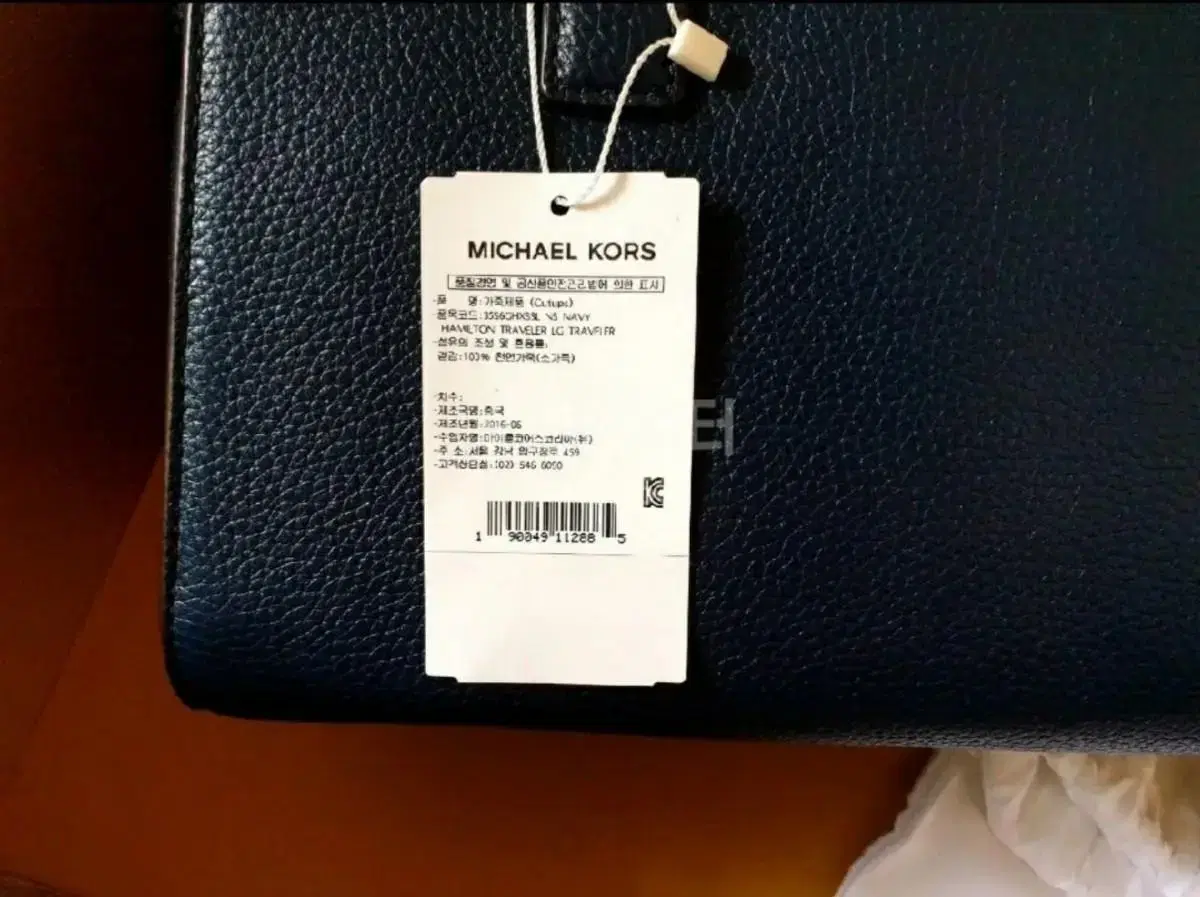 MICHAEL KORS
품질경영 및 공산품안전관리법에 의한 표시
-품 명:가죽제품
-품목코드: NS NAVY
HAMILTON TRAVELER LG TRAVELER
-섬유의 조성 및 혼용률:
겉감:100% 천연가죽(소가죽)
-치수:
-제조국명:중국
-제조년월:2016-06
-수입자명:마이클코어스코리아(유)
-주 소:서울 강남 압구정로 459
-고객상담실:(02) 546 6090
1 90049 11288 5
터